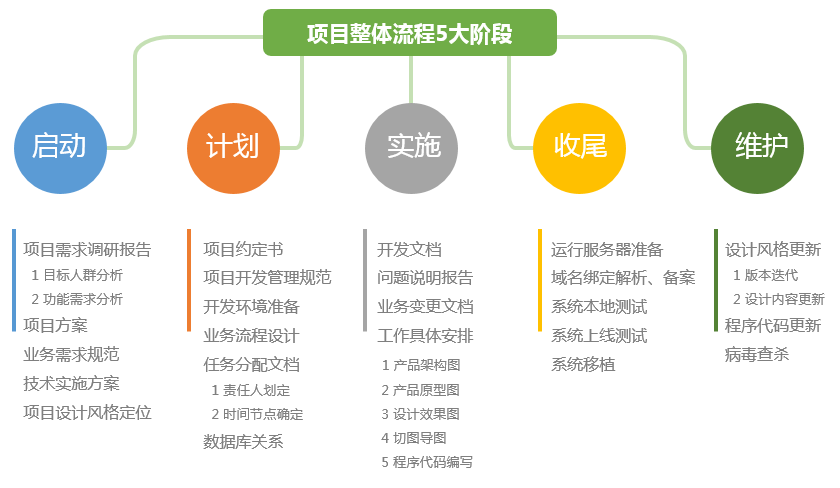 项目整体流程5大阶段
启动
计划
实施
收尾
维护
项目需求调研报告
1 目标人群分析
2 功能需求分析
项目方案
业务需求规范
技术实施方案
项目设计风格定位
项目约定书
项目开发管理规范
开发环境准备
业务流程设计
任务分配文档
1 责任人划定
2 时间节点确定
数据库关系
开发文档
问题说明报告
业务变更文档
工作具体安排
1 产品架构图
2 产品原型图
3 设计效果图
4 切图导图
5 程序代码编写
运行服务器准备
域名绑定解析、备案
系统本地测试
系统上线测试
系统移植
设计风格更新
1 版本迭代
2 设计内容更新
程序代码更新
病毒查杀